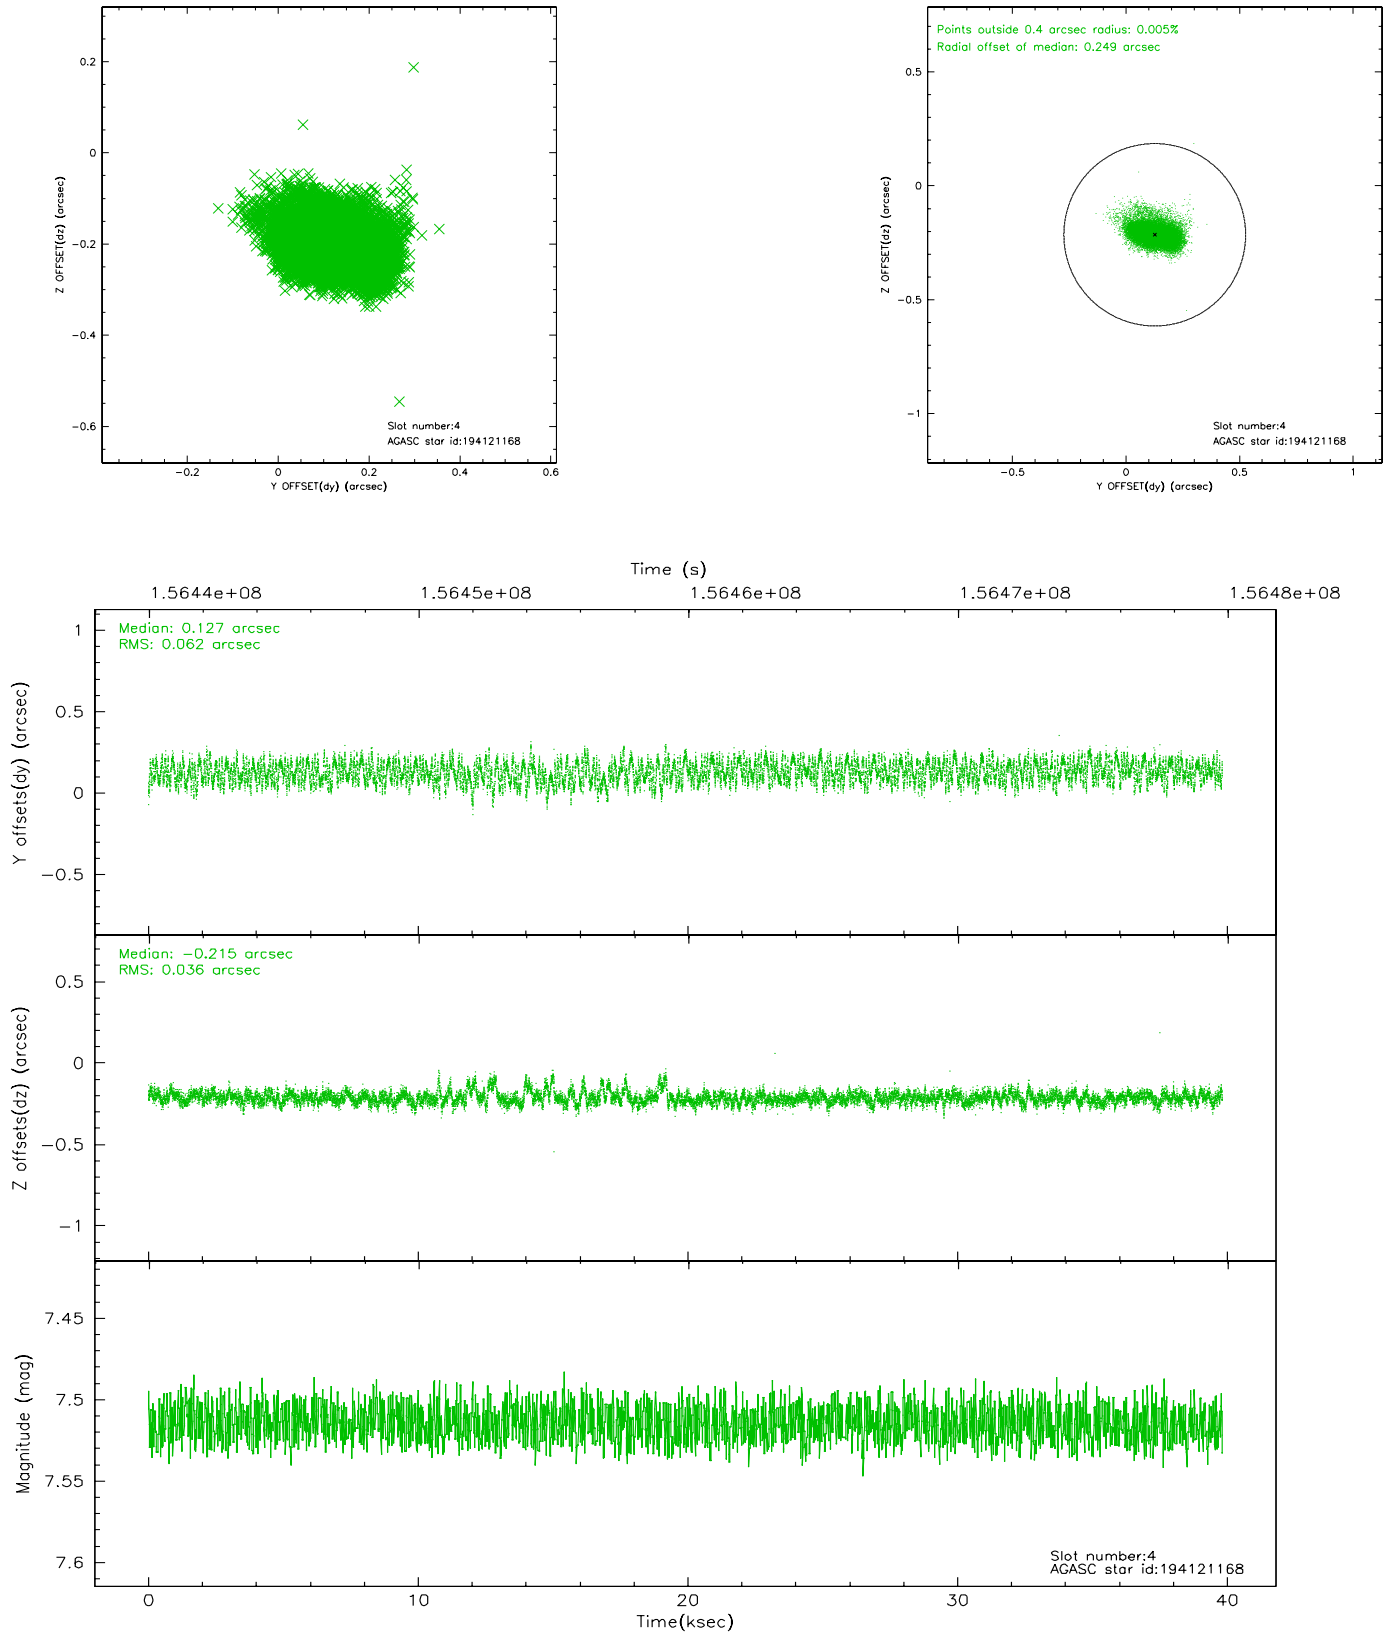 0.2
0
−0.2
−0.4
−0.6
Z OFFSET(dz) (arcsec)
Slot number:4
AGASC star id:194121168
−0.2 0 0.2 0.4 0.6
Y OFFSET(dy) (arcsec)
Points outside 0.4 arcsec radius: 0.005%
Radial offset of median: 0.249 arcsec
0.5
0
−0.5
−1
Z OFFSET(dz) (arcsec)
Slot number:4
AGASC star id:194121168
−0.5 0 0.5 1
Y OFFSET(dy) (arcsec)
Time (s)
1.5644e+08 1.5645e+08 1.5646e+08 1.5647e+08 1.5648e+08
Median: 0.127 arcsec
RMS: 0.062 arcsec
1
0.5
0
−0.5
Y offsets(dy) (arcsec)
Median: −0.215 arcsec
RMS: 0.036 arcsec
0.5
0
−0.5
−1
Z offsets(dz) (arcsec)
7.45
7.5
7.55
7.6
Magnitude (mag)
Slot number:4
AGASC star id:194121168
0 10 20 30 40
Time(ksec)